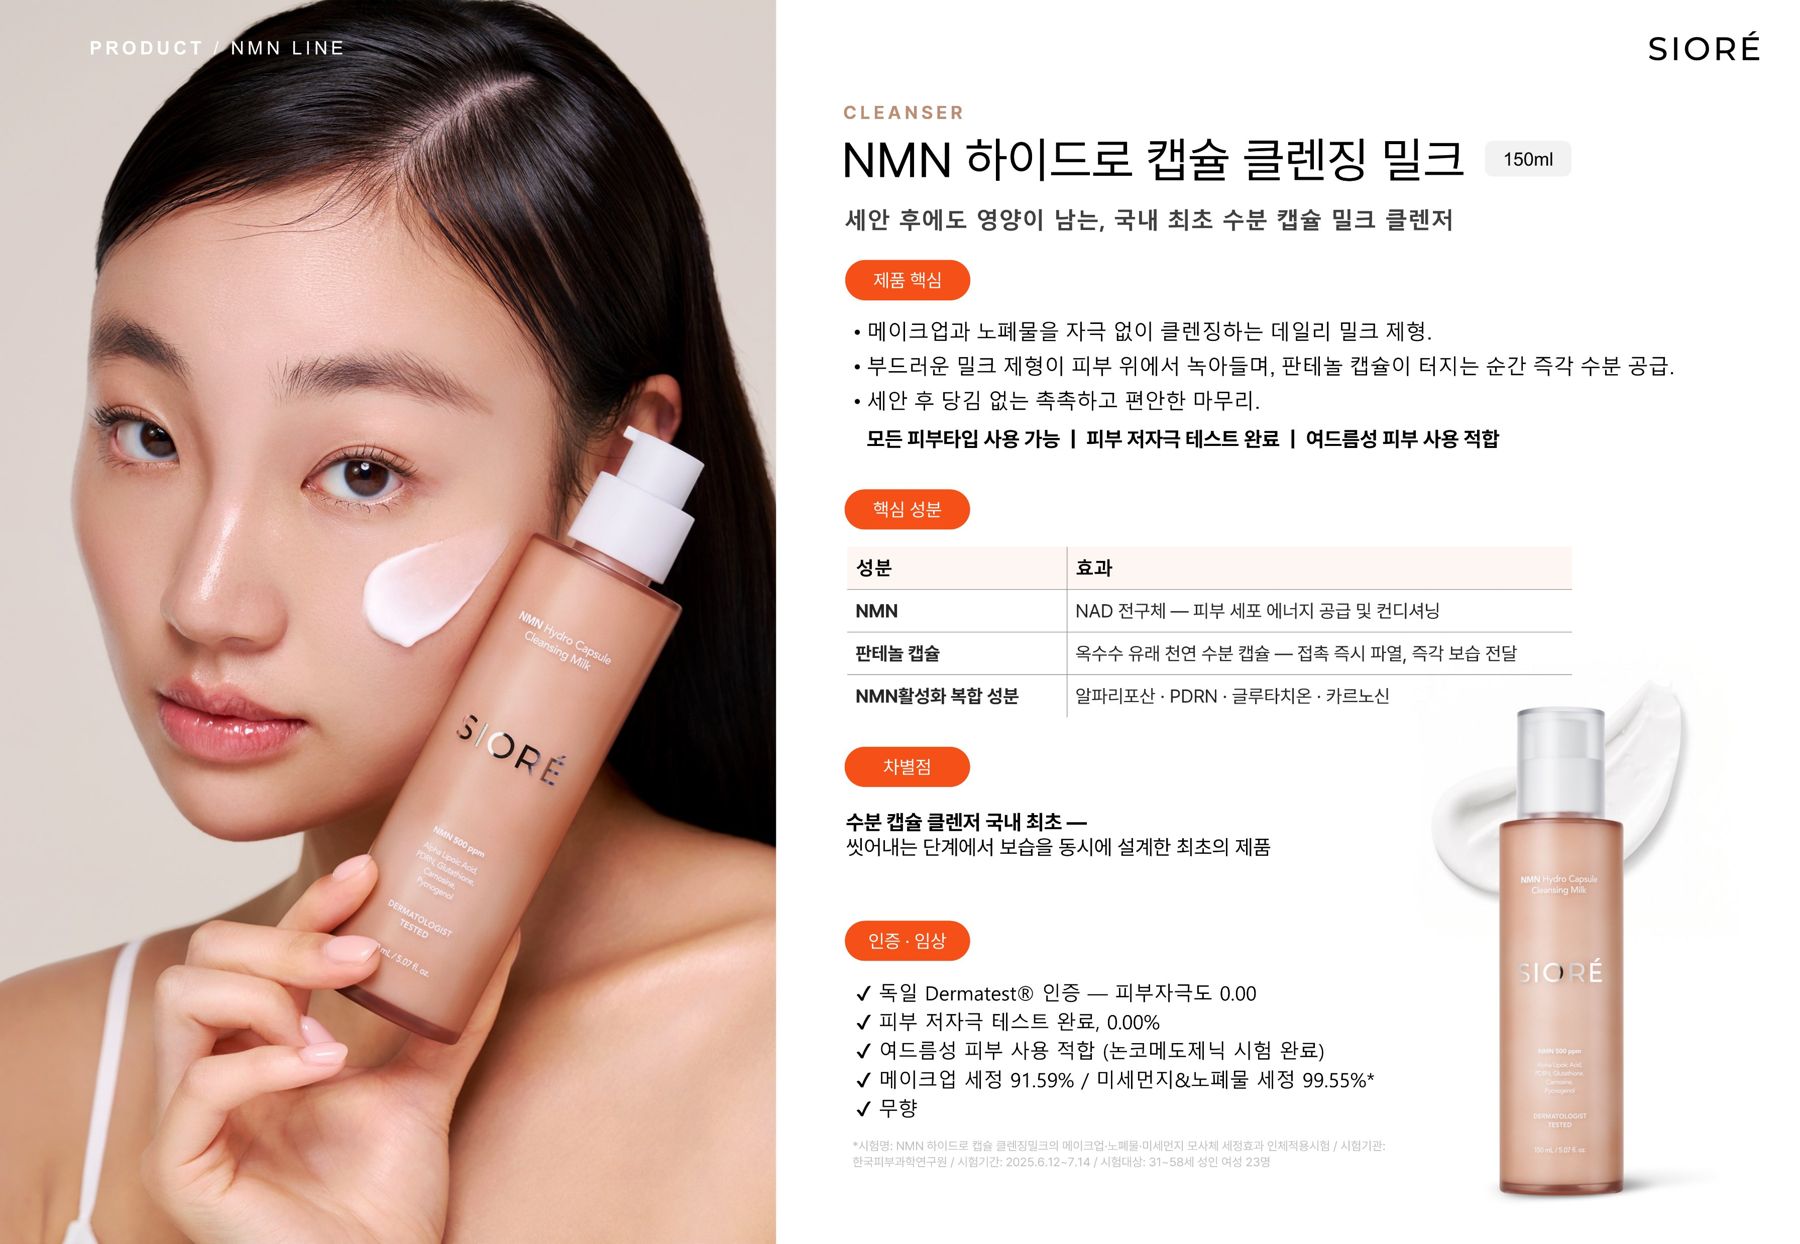 PRODUCT / NMN LINE
SIORÉ
CLEANSER
NMN 하이드로 캡슐 클렌징 밀크 150ml
세안 후에도 영양이 남는, 국내 최초 수분 캡슐 밀크 클렌저
제품 핵심
• 메이크업과 노폐물을 자극 없이 클렌징하는 데일리 밀크 제형.
• 부드러운 밀크 제형이 피부 위에서 녹아들며, 판테놀 캡슐이 터지는 순간 즉각 수분 공급.
• 세안 후 당김 없는 촉촉하고 편안한 마무리.
모든 피부타입 사용 가능 | 피부 저자극 테스트 완료 | 여드름성 피부 사용 적합
핵심 성분
성분 효과
NMN NAD 전구체 — 피부 세포 에너지 공급 및 컨디셔닝
판테놀 캡슐 옥수수 유래 천연 수분 캡슐 — 접촉 즉시 파열, 즉각 보습 전달
NMN활성화 복합 성분 알파리포산 · PDRN · 글루타치온 · 카르노신
차별점
수분 캡슐 클렌저 국내 최초 —
씻어내는 단계에서 보습을 동시에 설계한 최초의 제품
인증 · 임상
✓ 독일 Dermatest® 인증 — 피부자극도 0.00
✓ 피부 저자극 테스트 완료, 0.00%
✓ 여드름성 피부 사용 적합 (논코메도제닉 시험 완료)
✓ 메이크업 세정 91.59% / 미세먼지&노폐물 세정 99.55%*
✓ 무향
*시험명: NMN 하이드로 캡슐 클렌징밀크의 메이크업·노폐물·미세먼지 모사체 세정효과 인체적용시험 / 시험기관:
한국피부과학연구원 / 시험기간: 2025.6.12~7.14 / 시험대상: 31~58세 성인 여성 23명
NMN Hydro Capsule
Cleansing Milk
SIORÉ
NMN 500 ppm
Alpha Lipoic Acid,
PDRN, Glutathione,
Carnosine,
Pycnogenol
DERMATOLOGIST
TESTED
mL / 5.07 fl. oz.
NMN Hydro Capsule
Cleansing Milk
SIORÉ
NMN 500 ppm
Alpha Lipoic Acid,
PDRN, Glutathione,
Carnosine,
Pycnogenol
DERMATOLOGIST
TESTED
150 mL / 5.07 fl. oz.